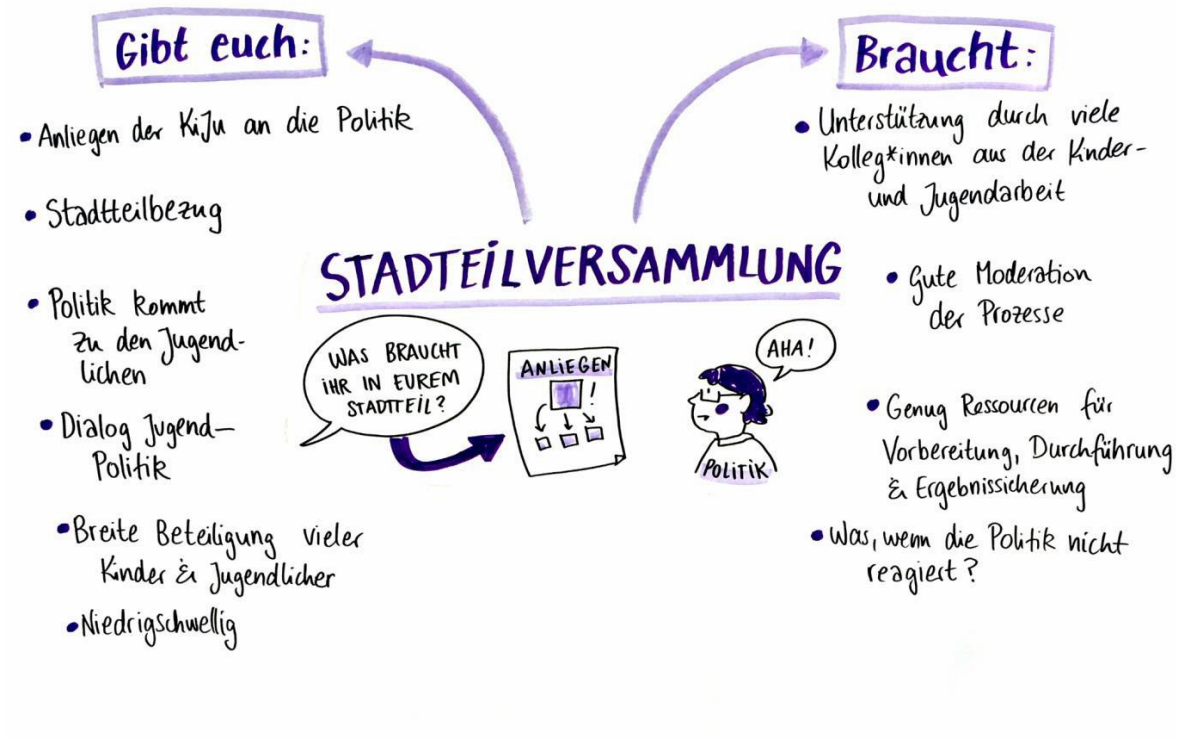 Gibt euch:
• Anliegen der KiJu an die Politik
• Stadtteilbezug
• Politik kommt
zu den Jugend-
lichen
• Dialog Jugend-
Politik
• Breite Beteiligung vieler
Kinder & Jugendlicher
• Niedrigschwellig
STADTEILVERSAMMLUNG
WAS BRAUCHT
IHR IN EUREM
STADTTEIL?
ANLIEGEN
!
AHA!
POLITIK
Braucht:
• Unterstützung durch viele
Kolleg*innen aus der Kinder-
und Jugendarbeit
• Gute Moderation
der Prozesse
• Genug Ressourcen für
Vorbereitung, Durchführung
& Ergebnissicherung
• Was, wenn die Politik nicht
reagiert?